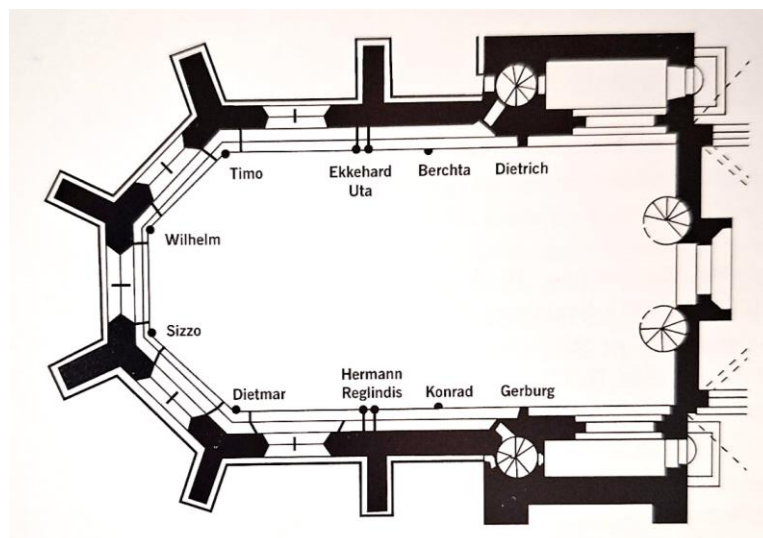 Timo
Ekkehard
Uta
Berchta
Dietrich
Wilhelm
Sizzo
Dietmar
Hermann
Reglindis
Konrad
Gerburg